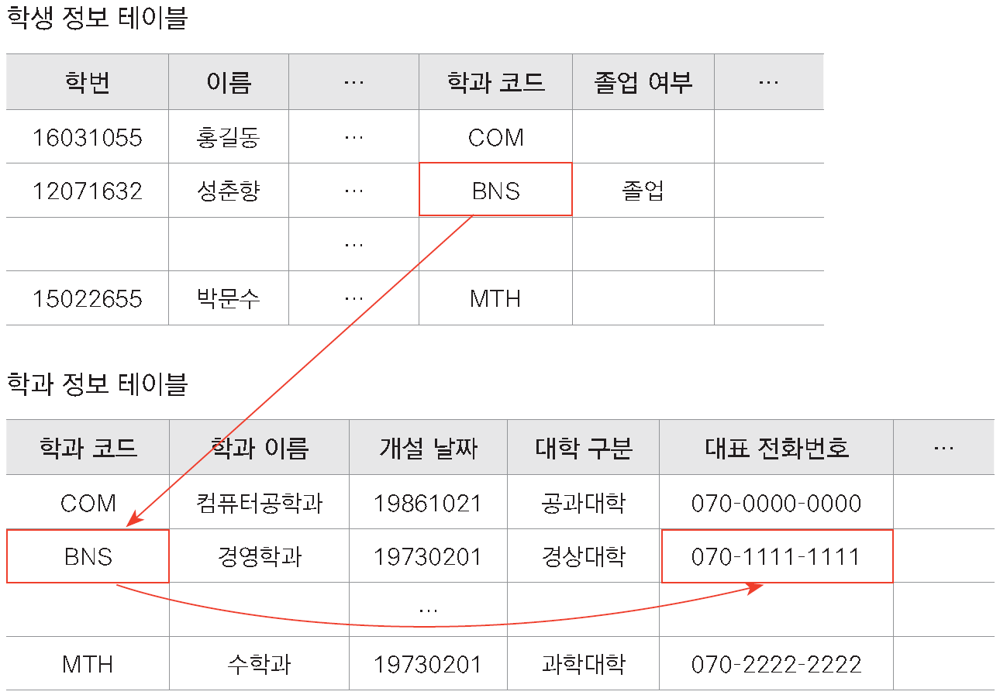 학생 정보 테이블
학번 이름 … 학과 코드 졸업 여부 …
16031055 홍길동 … COM
12071632 성춘향 … BNS 졸업
…
15022655 박문수 … MTH
학과 정보 테이블
학과 코드 학과 이름 개설 날짜 대학 구분 대표 전화번호 …
COM 컴퓨터공학과 19861021 공과대학 070-0000-0000
BNS 경영학과 19730201 경상대학 070-1111-1111
…
MTH 수학과 19730201 과학대학 070-2222-2222